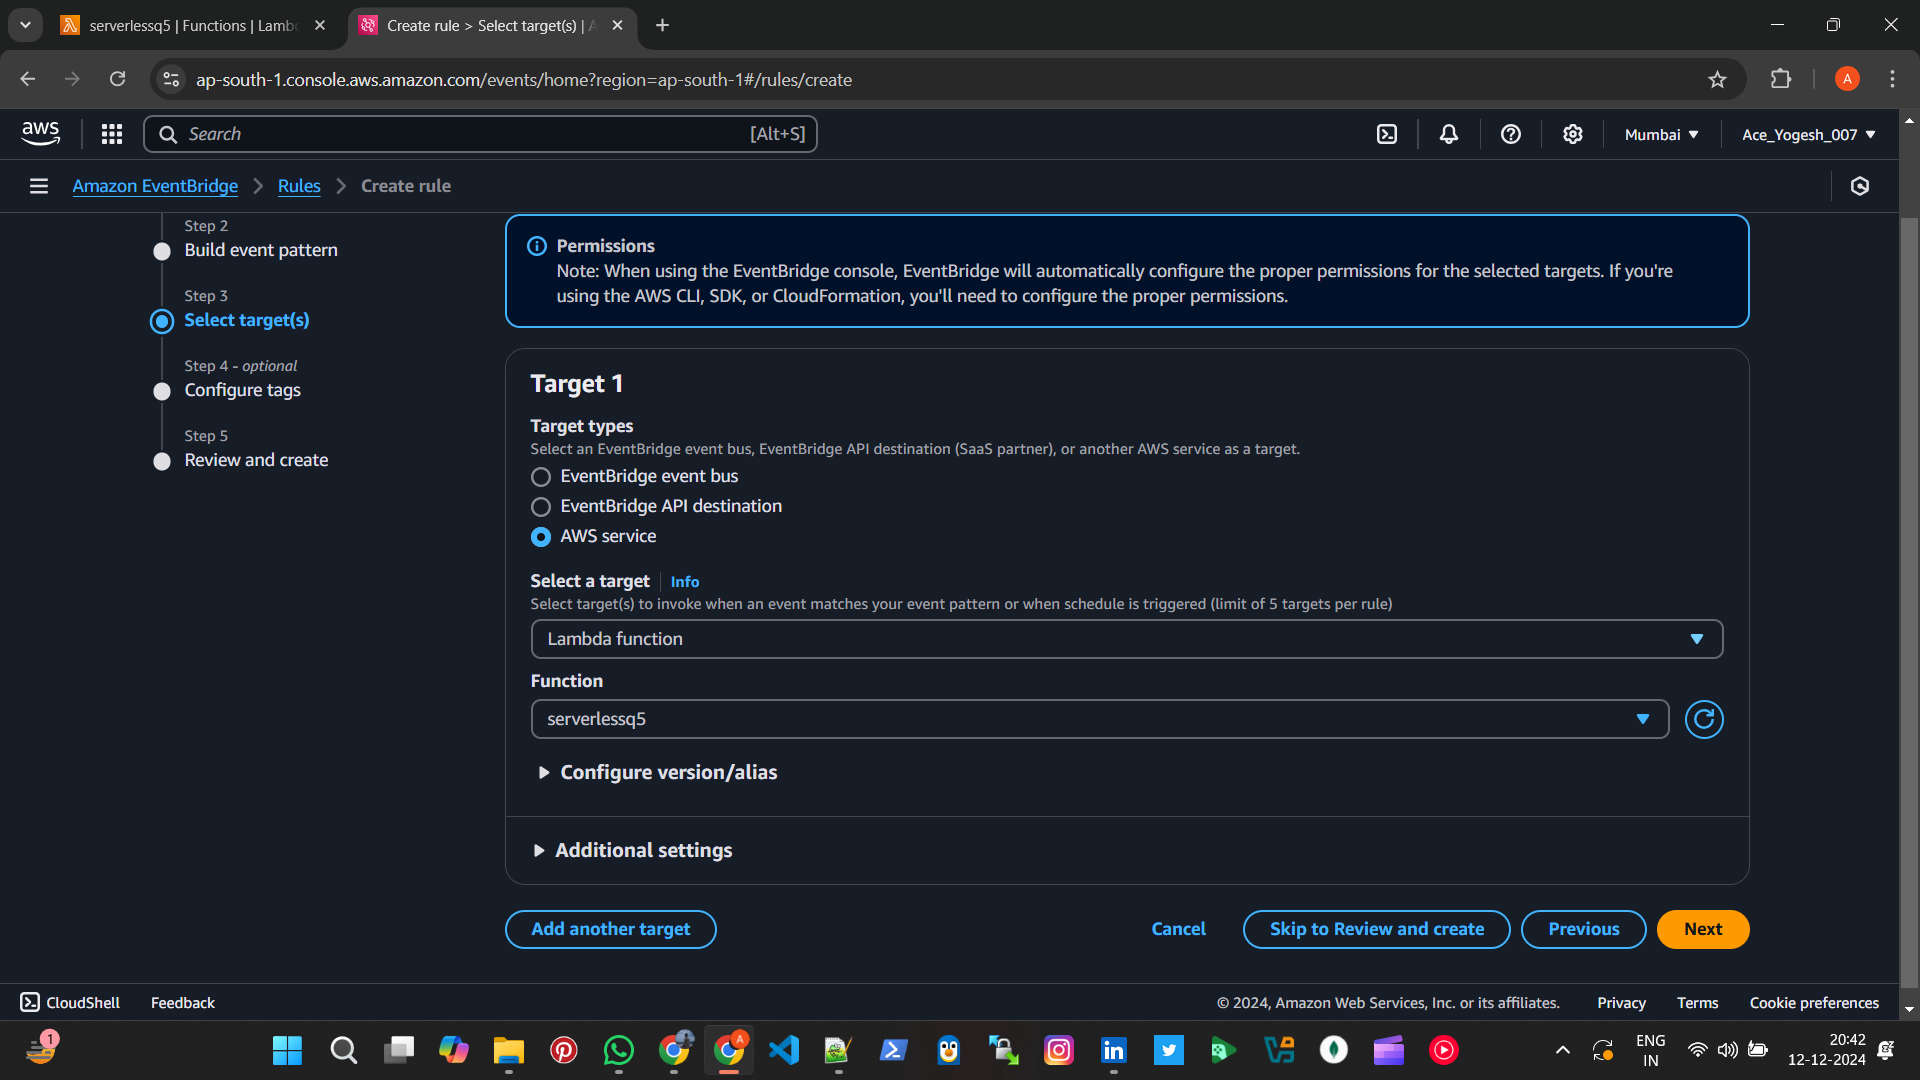 serverlessq5 | Functions | Lamb
Create rule > Select target(s) | A
ap-south-1.console.aws.amazon.com/events/home?region=ap-south-1#/rules/create
A
aws
Search
[Alt+S]
Mumbai
Ace_Yogesh_007
Amazon EventBridge
Rules
Create rule
Step 2
Build event pattern
Step 3
Select target(s)
Step 4 - optional
Configure tags
Step 5
Review and create
Permissions
Note: When using the EventBridge console, EventBridge will automatically configure the proper permissions for the selected targets. If you're
using the AWS CLI, SDK, or CloudFormation, you'll need to configure the proper permissions.
Target 1
Target types
Select an EventBridge event bus, EventBridge API destination (SaaS partner), or another AWS service as a target.
EventBridge event bus
EventBridge API destination
AWS service
Select a target
Info
Select target(s) to invoke when an event matches your event pattern or when schedule is triggered (limit of 5 targets per rule)
Lambda function
Function
serverlessq5
Configure version/alias
Additional settings
Add another target
Cancel
Skip to Review and create
Previous
Next
CloudShell
Feedback
© 2024, Amazon Web Services, Inc. or its affiliates.
Privacy
Terms
Cookie preferences
1
A
in
ENG
IN
20:42
12-12-2024